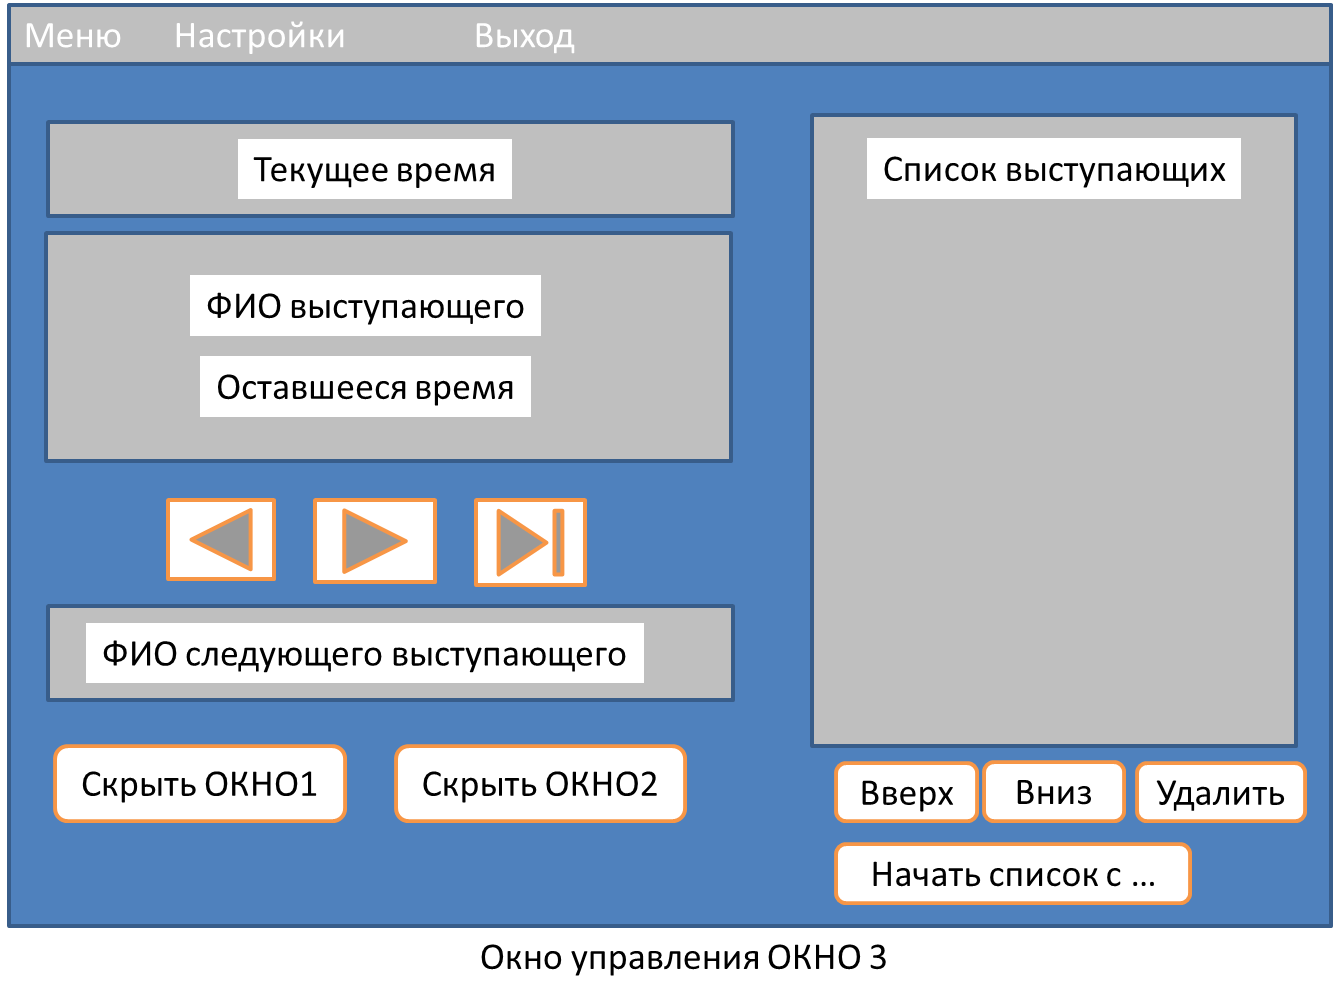 Меню Настройки Выход
Текущее время
ФИО выступающего
Оставшееся время
ФИО следующего выступающего
Скрыть ОКНО1
Скрыть ОКНО2
Список выступающих
Вверх
Вниз
Удалить
Начать список с ...
Окно управления ОКНО 3